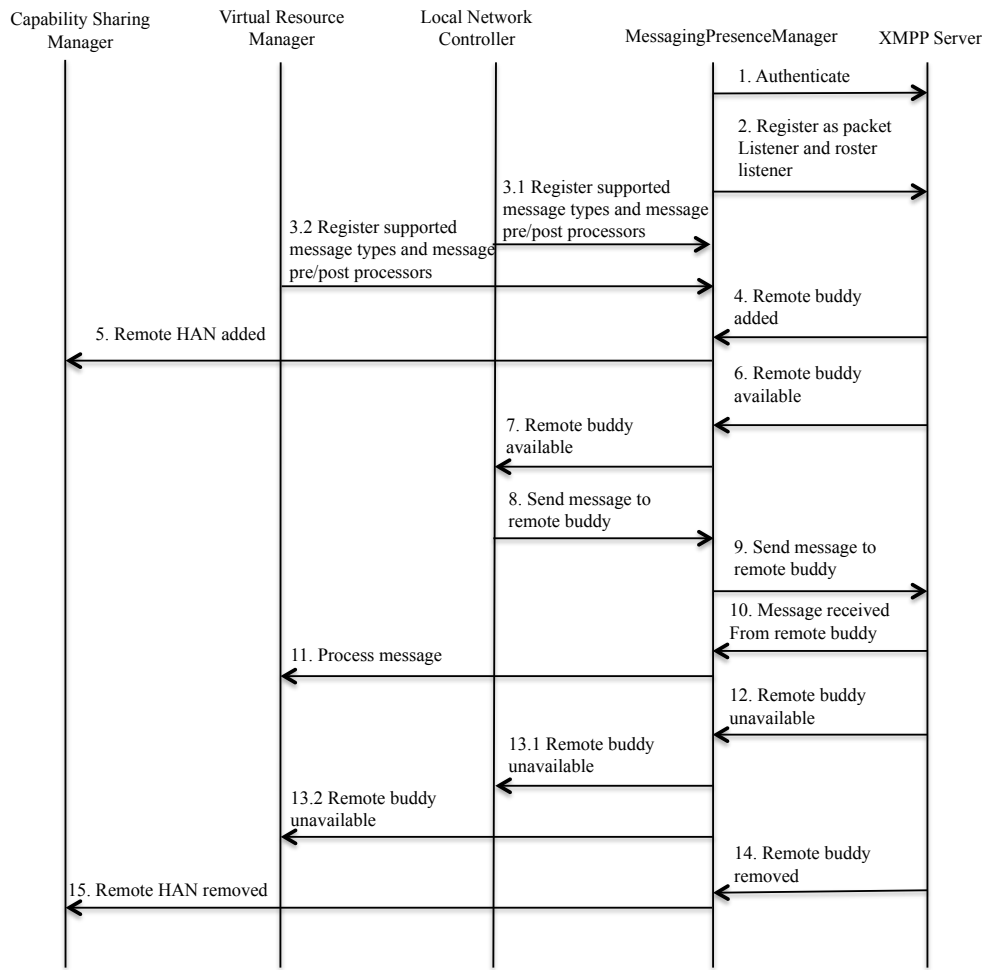 Capability Sharing
Manager
Virtual Resource
Manager
Local Network
Controller
MessagingPresenceManager
XMPP Server
1. Authenticate
2. Register as packet
Listener and roster
listener
3.1 Register supported
message types and message
pre/post processors
3.2 Register supported
message types and message
pre/post processors
4. Remote buddy
added
5. Remote HAN added
6. Remote buddy
available
7. Remote buddy
available
8. Send message to
remote buddy
9. Send message to
remote buddy
10. Message received
From remote buddy
11. Process message
12. Remote buddy
unavailable
13.1 Remote buddy
unavailable
13.2 Remote buddy
unavailable
14. Remote buddy
removed
15. Remote HAN removed